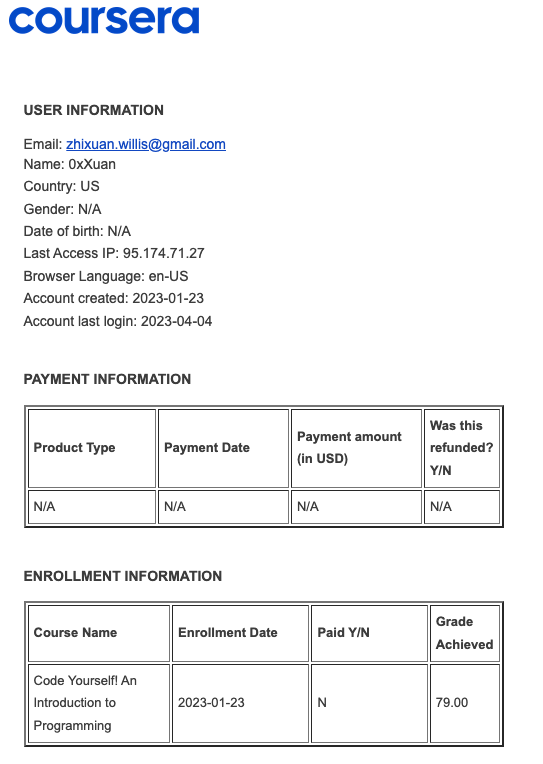 coursera
USER INFORMATION
Email: zhixuan.willis@gmail.com
Name: 0xXuan
Country: US
Gender: N/A
Date of birth: N/A
Last Access IP: 95.174.71.27
Browser Language: en-US
Account created: 2023-01-23
Account last login: 2023-04-04
PAYMENT INFORMATION
Product Type
Payment Date
Payment amount
(in USD)
Was this
refunded?
Y/N
N/A
N/A
N/A
N/A
ENROLLMENT INFORMATION
Course Name
Enrollment Date
Paid Y/N
Grade
Achieved
Code Yourself! An
Introduction to
Programming
2023-01-23
N
79.00